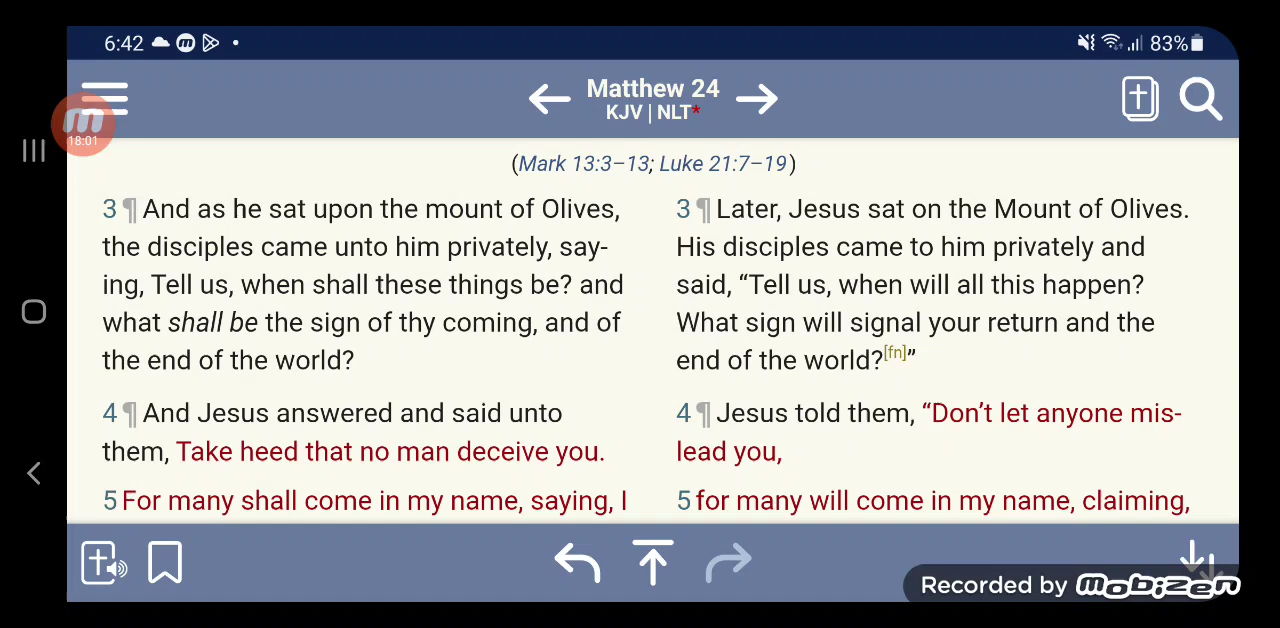 6:42 83%
Matthew 24
KJV | NLT*
m
18:01
(Mark 13:3–13; Luke 21:7–19)
3 ¶ And as he sat upon the mount of Olives,
the disciples came unto him privately, say-
ing, Tell us, when shall these things be? and
what shall be the sign of thy coming, and of
the end of the world?
4 ¶ And Jesus answered and said unto
them, Take heed that no man deceive you.
5 For many shall come in my name, saying, I
3 ¶ Later, Jesus sat on the Mount of Olives.
His disciples came to him privately and
said, “Tell us, when will all this happen?
What sign will signal your return and the
end of the world?[fn]”
4 ¶ Jesus told them, “Don’t let anyone mis-
lead you,
5 for many will come in my name, claiming,
Recorded by mobizen